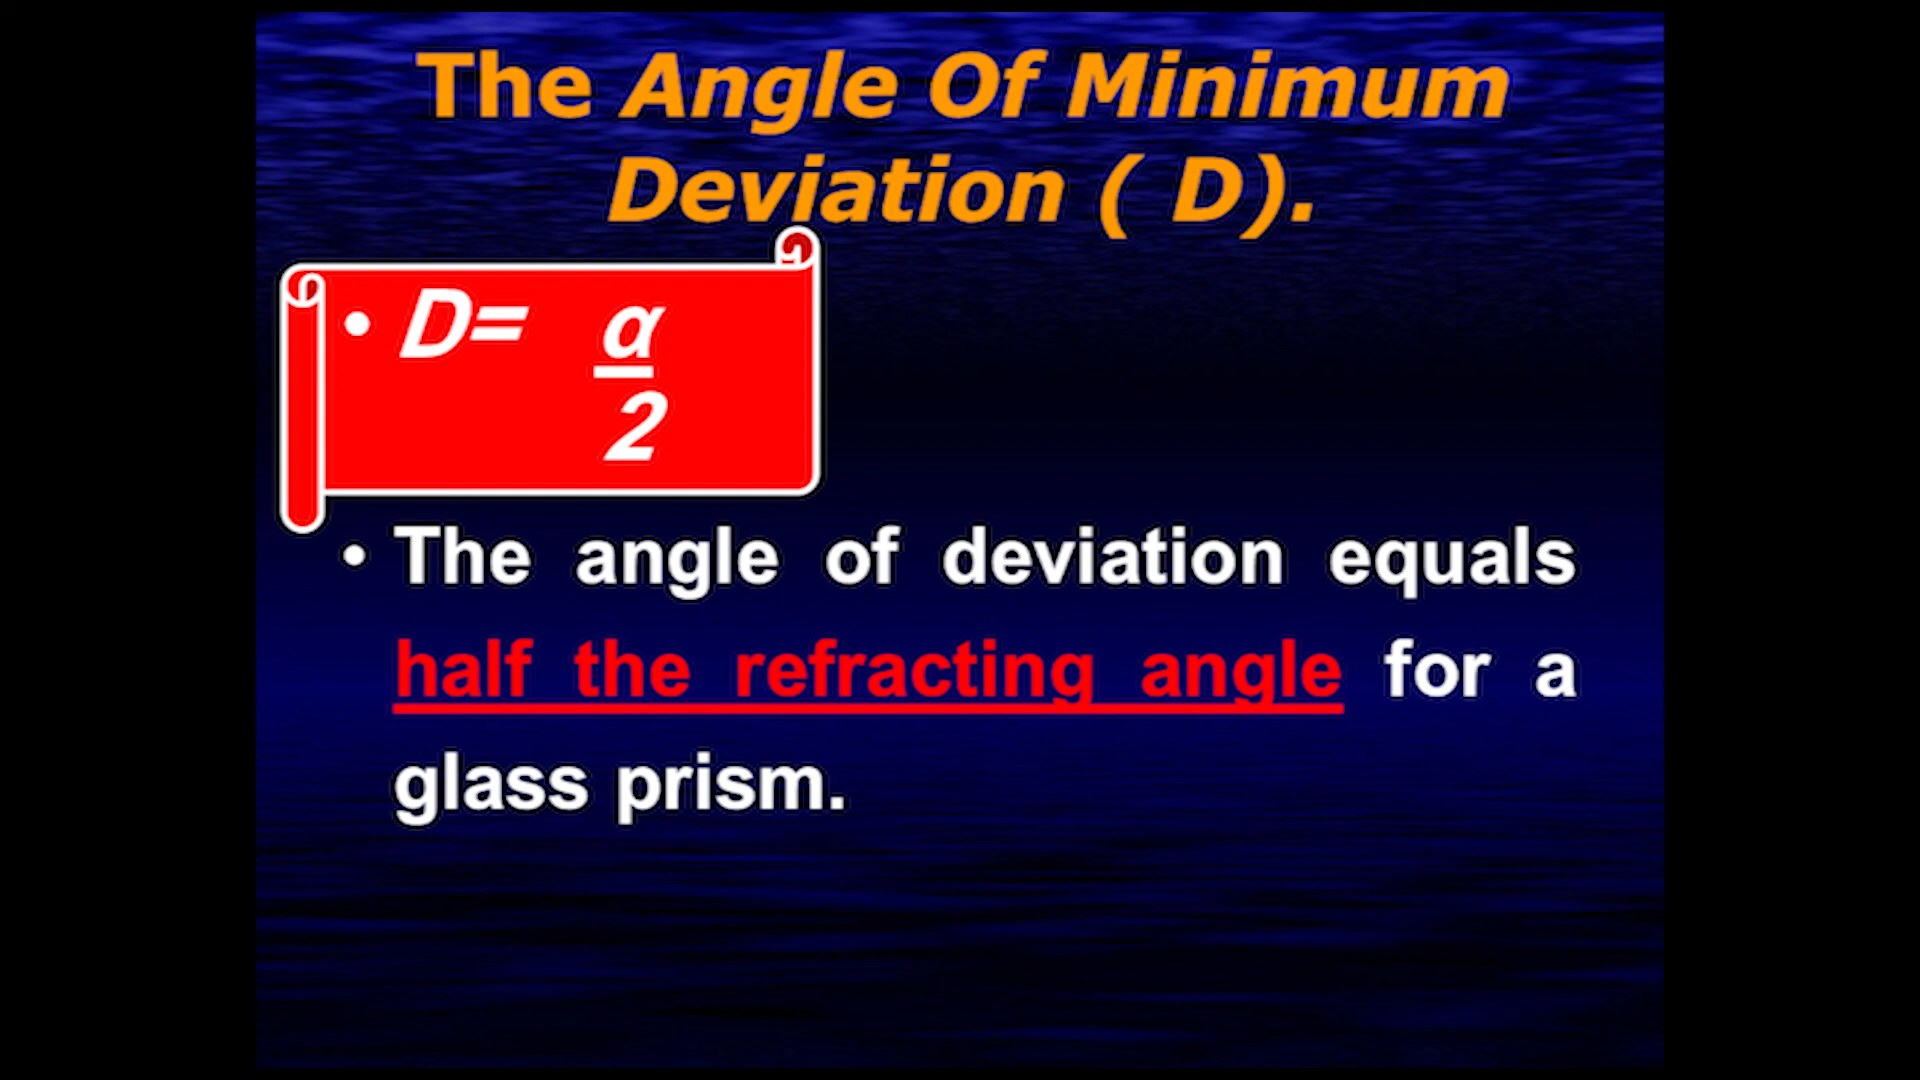 The Angle Of Minimum
Deviation ( D).
• D= α
2
• The angle of deviation equals
half the refracting angle for a
glass prism.